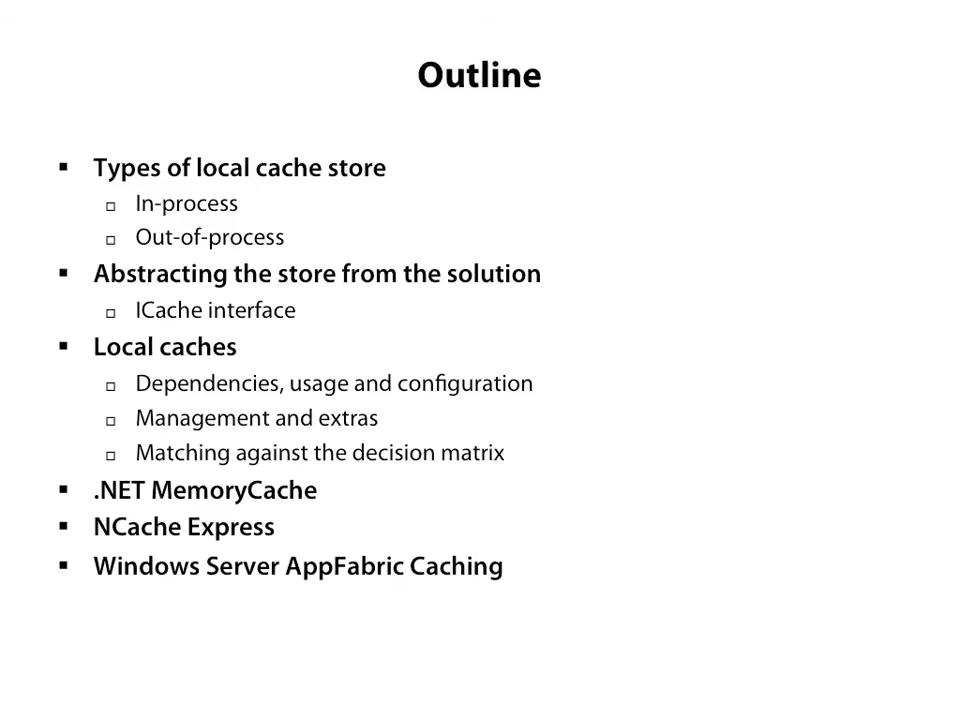 Outline
Types of local cache store
In-process
Out-of-process
Abstracting the store from the solution
ICache interface
Local caches
Dependencies, usage and configuration
Management and extras
Matching against the decision matrix
.NET MemoryCache
NCache Express
Windows Server AppFabric Caching